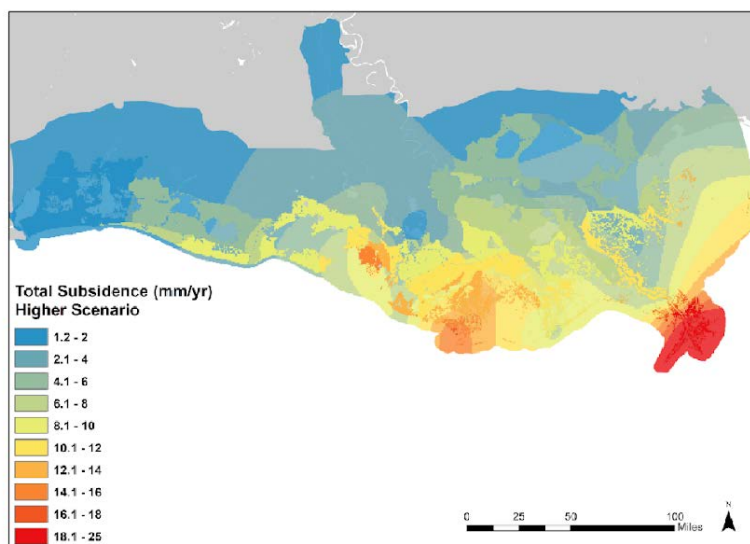 Total Subsidence (mm/yr)
Higher Scenario
1.2 - 2
2.1 - 4
4.1 - 6
6.1 - 8
8.1 - 10
10.1 - 12
12.1 - 14
14.1 - 16
16.1 - 18
18.1 - 25
N
0 25 50 100
Miles